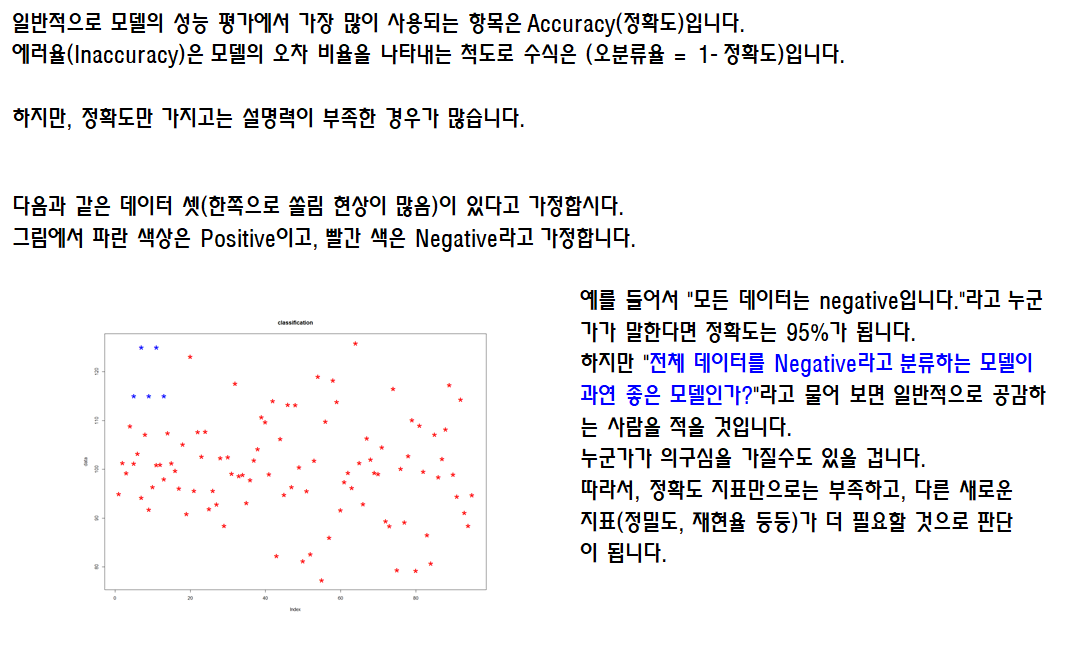 일반적으로 모델의 성능 평가에서 가장 많이 사용되는 항목은 Accuracy(정확도)입니다.
에러율(Inaccuracy)은 모델의 오차 비율을 나타내는 척도로 수식은 (오분류율 = 1- 정확도)입니다.
하지만, 정확도만 가지고는 설명력이 부족한 경우가 많습니다.
다음과 같은 데이터 셋(한쪽으로 쏠림 현상이 많음)이 있다고 가정합시다.
그림에서 파란 색상은 Positive이고, 빨간 색은 Negative라고 가정합니다.
예를 들어서 "모든 데이터는 negative입니다."라고 누군
가가 말한다면 정확도는 95%가 됩니다.
하지만 "전체 데이터를 Negative라고 분류하는 모델이
과연 좋은 모델인가?"라고 물어 보면 일반적으로 공감하
는 사람을 적을 것입니다.
누군가가 의구심을 가질수도 있을 겁니다.
따라서, 정확도 지표만으로는 부족하고, 다른 새로운
지표(정밀도, 재현율 등등)가 더 필요할 것으로 판단
이 됩니다.
classification
data
120
110
100
90
80
0 20 40 60 80
Index